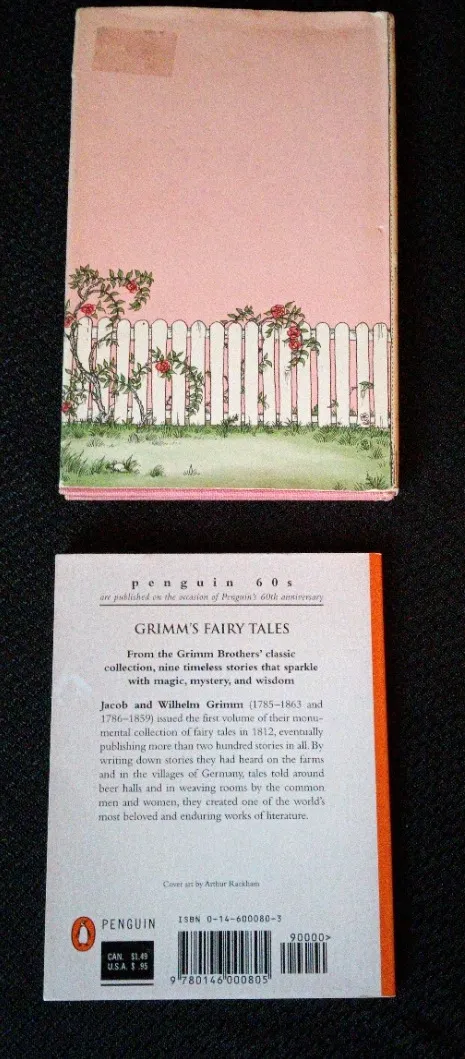 penguin 60s
are published on the occasion of Penguin's 60th anniversary
GRIMM'S FAIRY TALES
From the Grimm Brothers' classic
collection, nine timeless stories that sparkle
with magic, mystery, and wisdom
Jacob and Wilhelm Grimm (1785–1863 and
1786–1859) issued the first volume of their monu-
mental collection of fairy tales in 1812, eventually
publishing more than two hundred stories in all. By
writing down stories they had heard on the farms
and in the villages of Germany, tales told around
beer halls and in weaving rooms by the common
men and women, they created one of the world's
most beloved and enduring works of literature.
Cover art by Arthur Rackham
PENGUIN
CAN. $1.49
U.S.A. $ .95
ISBN 0-14-600080-3
90000>
9 780146 000805